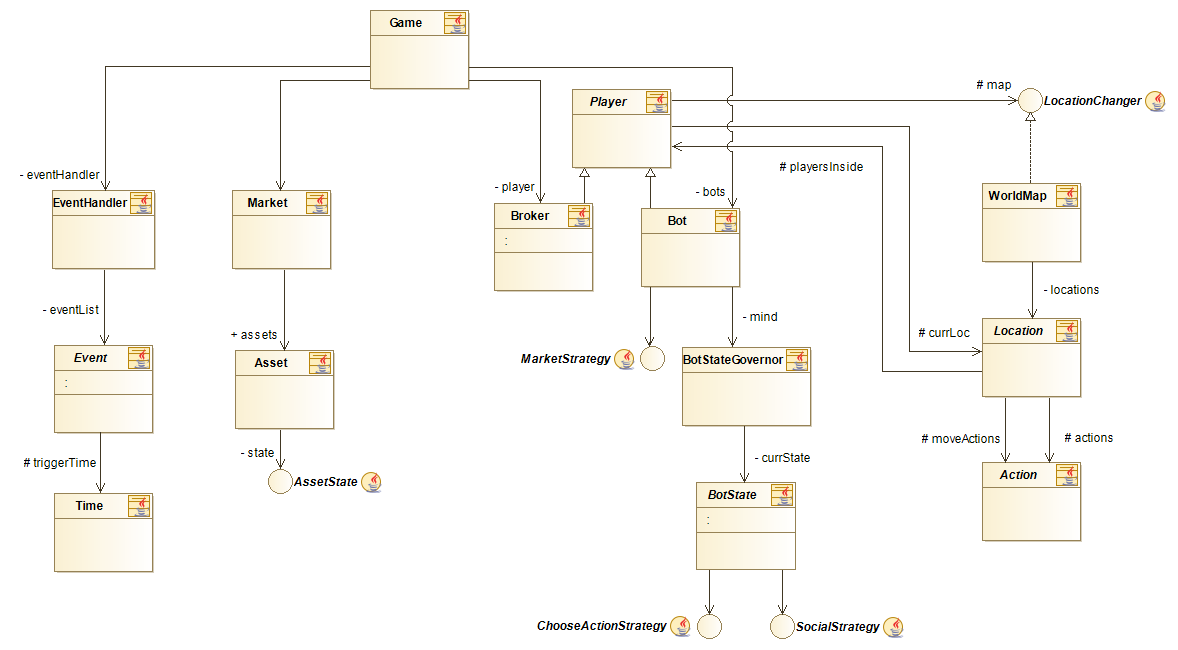 Game
Player
# map
LocationChanger
# playersInside
- eventHandler
- player
- bots
EventHandler
Market
Broker
:
Bot
WorldMap
- locations
- eventList
+ assets
- mind
# currLoc
Location
Event
:
Asset
MarketStrategy
BotStateGovernor
# moveActions
# actions
# triggerTime
- state
- currState
AssetState
Action
Time
BotState
:
ChooseActionStrategy
SocialStrategy